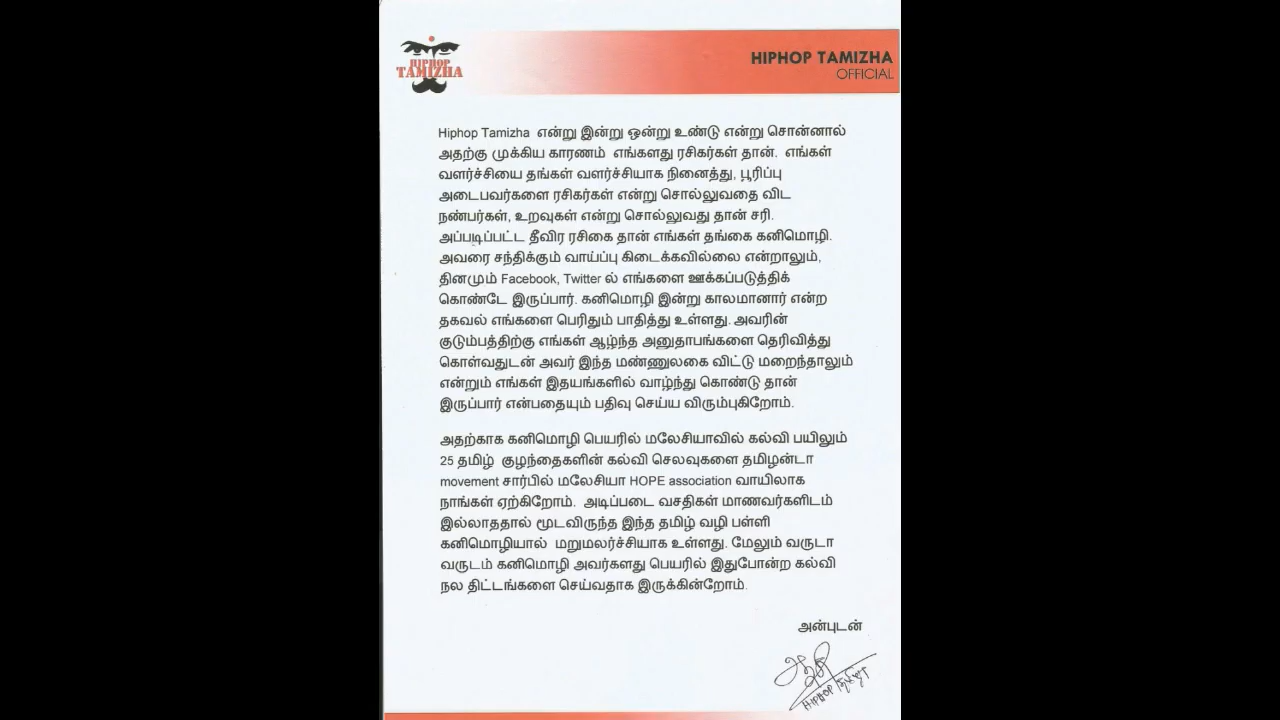 HIPHOP
TAMIZHA
HIPHOP TAMIZHA
OFFICIAL
Hiphop Tamizha என்று இன்று ஒன்று உண்டு என்று சொன்னால்
அதற்கு முக்கிய காரணம் எங்களது ரசிகர்கள் தான். எங்கள்
வளர்ச்சியை தங்கள் வளர்ச்சியாக நினைத்து, பூரிப்பு
அடைபவர்களை ரசிகர்கள் என்று சொல்லுவதை விட
நண்பர்கள், உறவுகள் என்று சொல்லுவது தான் சரி.
அப்படிப்பட்ட தீவிர ரசிகை தான் எங்கள் தங்கை கனிமொழி.
அவரை சந்திக்கும் வாய்ப்பு கிடைக்கவில்லை என்றாலும்,
தினமும் Facebook, Twitter ல் எங்களை ஊக்கப்படுத்திக்
கொண்டே இருப்பார். கனிமொழி இன்று காலமானார் என்ற
தகவல் எங்களை பெரிதும் பாதித்து உள்ளது. அவரின்
குடும்பத்திற்கு எங்கள் ஆழ்ந்த அனுதாபங்களை தெரிவித்து
கொள்வதுடன் அவர் இந்த மண்ணுலகை விட்டு மறைந்தாலும்
என்றும் எங்கள் இதயங்களில் வாழ்ந்து கொண்டு தான்
இருப்பார் என்பதையும் பதிவு செய்ய விரும்புகிறோம்.
அதற்காக கனிமொழி பெயரில் மலேசியாவில் கல்வி பயிலும்
25 தமிழ் குழந்தைகளின் கல்வி செலவுகளை தமிழன்டா
movement சார்பில் மலேசியா HOPE association வாயிலாக
நாங்கள் ஏற்கிறோம். அடிப்படை வசதிகள் மாணவர்களிடம்
இல்லாததால் மூடவிருந்த இந்த தமிழ் வழி பள்ளி
கனிமொழியால் மறுமலர்ச்சியாக உள்ளது. மேலும் வருடா
வருடம் கனிமொழி அவர்களது பெயரில் இதுபோன்ற கல்வி
நல திட்டங்களை செய்வதாக இருக்கின்றோம்.
அன்புடன்
ஆதி
HIPHOP தமிழா